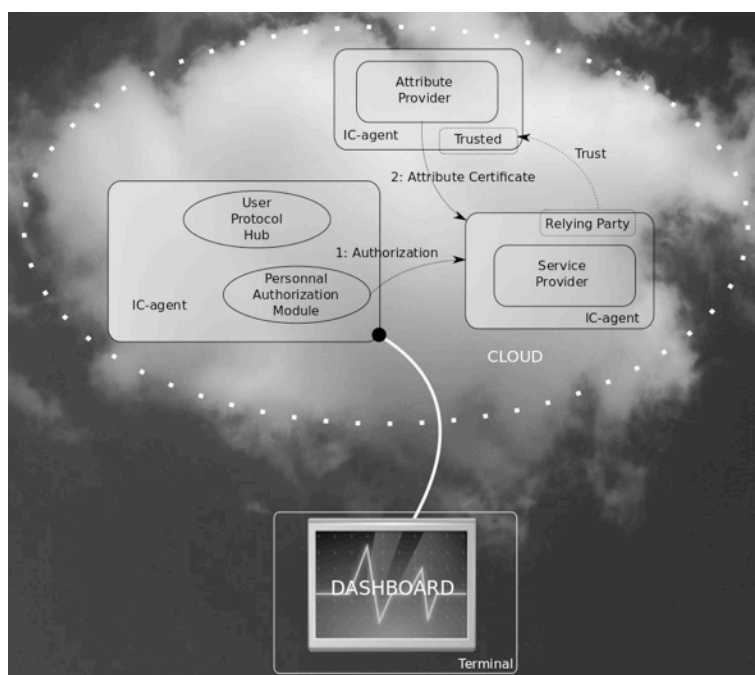 Attribute
Provider
IC-agent
Trusted
Trust
2: Attribute Certificate
User
Protocol
Hub
Relying Party
1: Authorization
Service
Provider
Personnal
Authorization
Module
IC-agent
IC-agent
CLOUD
DASHBOARD
Terminal